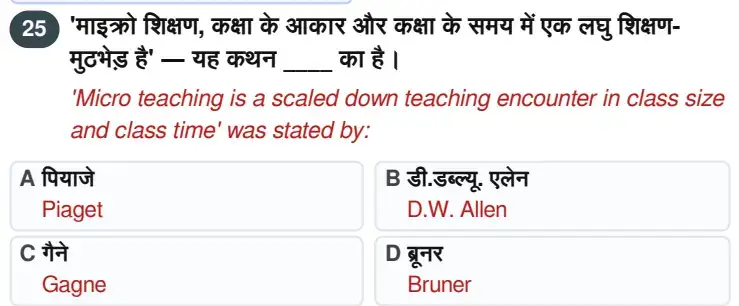 25 'माइक्रो शिक्षण, कक्षा के आकार और कक्षा के समय में एक लघु शिक्षण-
मुठभेड़ है' — यह कथन ____ का है।
'Micro teaching is a scaled down teaching encounter in class size
and class time' was stated by:
A पियाजे
Piaget
B डी.डब्ल्यू. एलेन
D.W. Allen
C गैने
Gagne
D ब्रूनर
Bruner